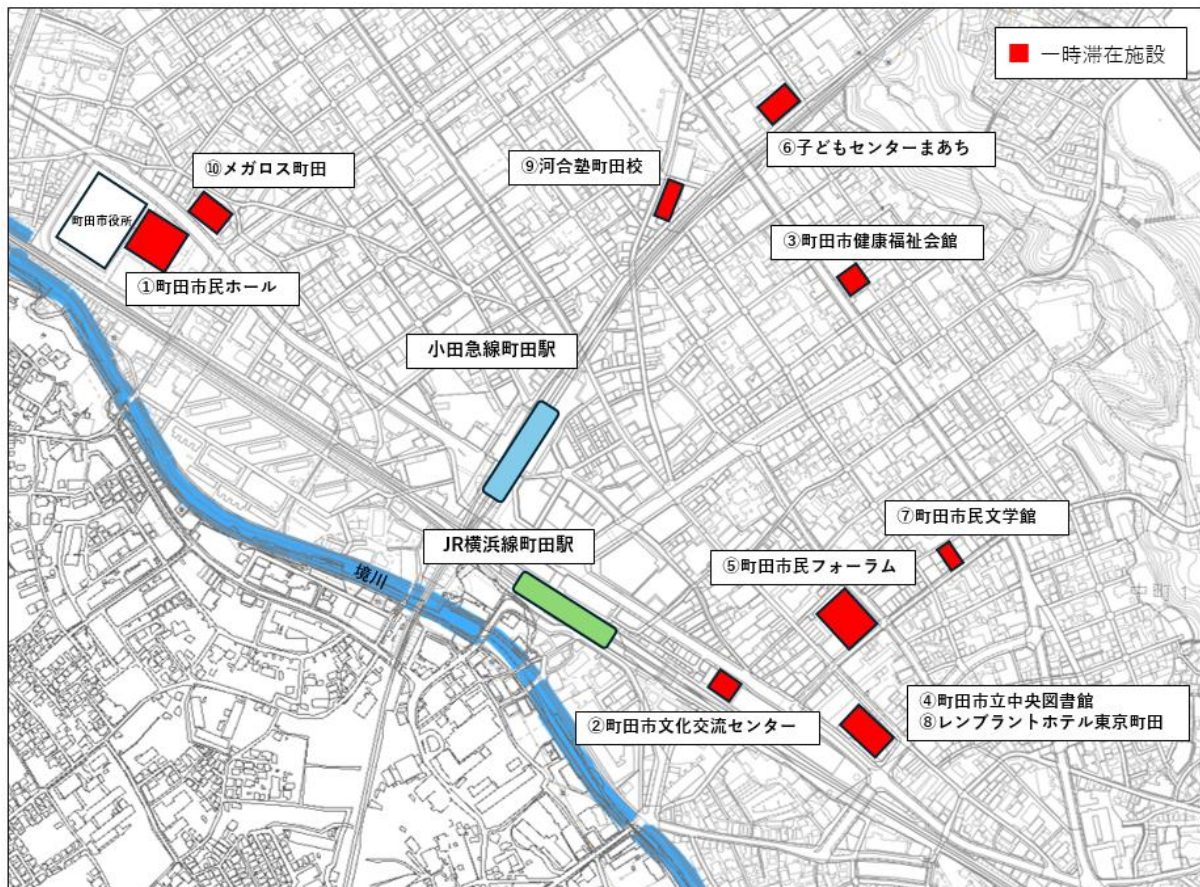 一時滞在施設
⑥子どもセンターまあち
⑩メガロス町田
⑨河合塾町田校
町田市役所
③町田市健康福祉会館
①町田市民ホール
小田急線町田駅
⑦町田市民文学館
JR横浜線町田駅
⑤町田市民フォーラム
境川
中町
④町田市立中央図書館
⑧レンブラントホテル東京町田
②町田市文化交流センター